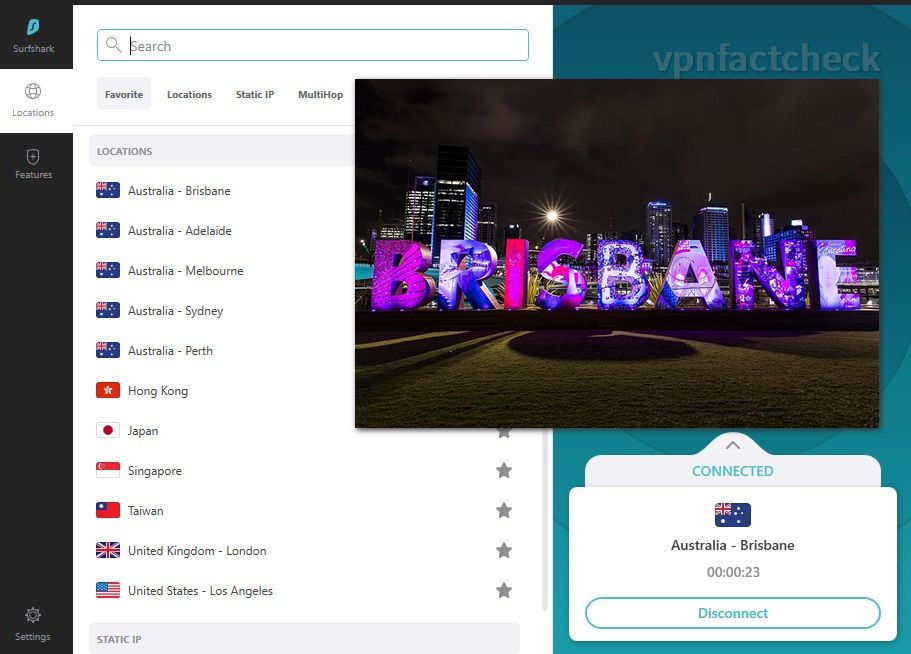 Surfshark
Locations
Features
Settings
Search
Favorite
Locations
Static IP
MultiHop
LOCATIONS
Australia - Brisbane
Australia - Adelaide
Australia - Melbourne
Australia - Sydney
Australia - Perth
Hong Kong
Japan
Singapore
Taiwan
United Kingdom - London
United States - Los Angeles
STATIC IP
vpnfactcheck
BRISBANE
CONNECTED
Australia - Brisbane
00:00:23
Disconnect